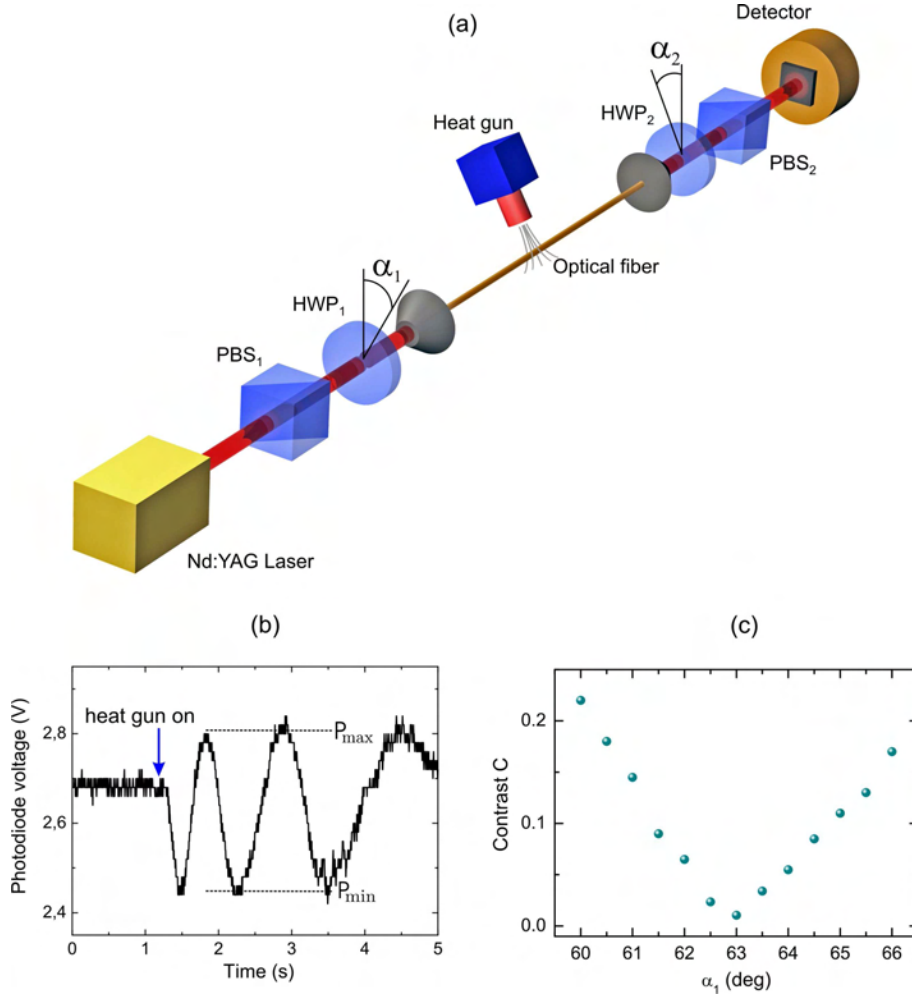 (a)
Detector
α₂
HWP₂
Heat gun
PBS₂
Optical fiber
α₁
HWP₁
PBS₁
Nd:YAG Laser
(b)
Photodiode voltage (V)
2,8
2,6
2,4
heat gun on
Pmax
Pmin
0 1 2 3 4 5
Time (s)
(c)
Contrast C
0.2
0.1
0.0
60 61 62 63 64 65 66
α₁ (deg)